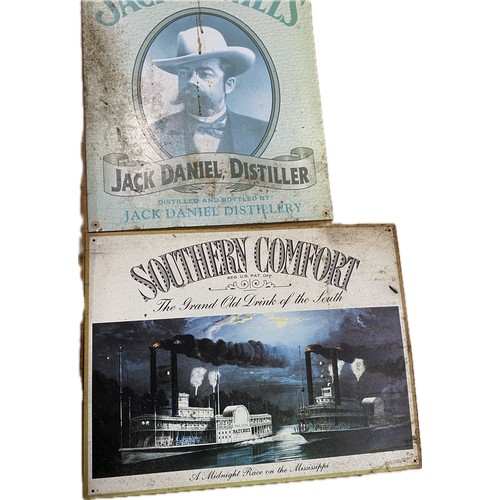 JACK DANIEL, DISTILLER
DISTILLED AND BOTTLED BY
JACK DANIEL DISTILLERY
SOUTHERN COMFORT
REG. U.S. PAT. OFF.
The Grand Old Drink of the South
NATCHEZ
A Midnight Race on the Mississippi